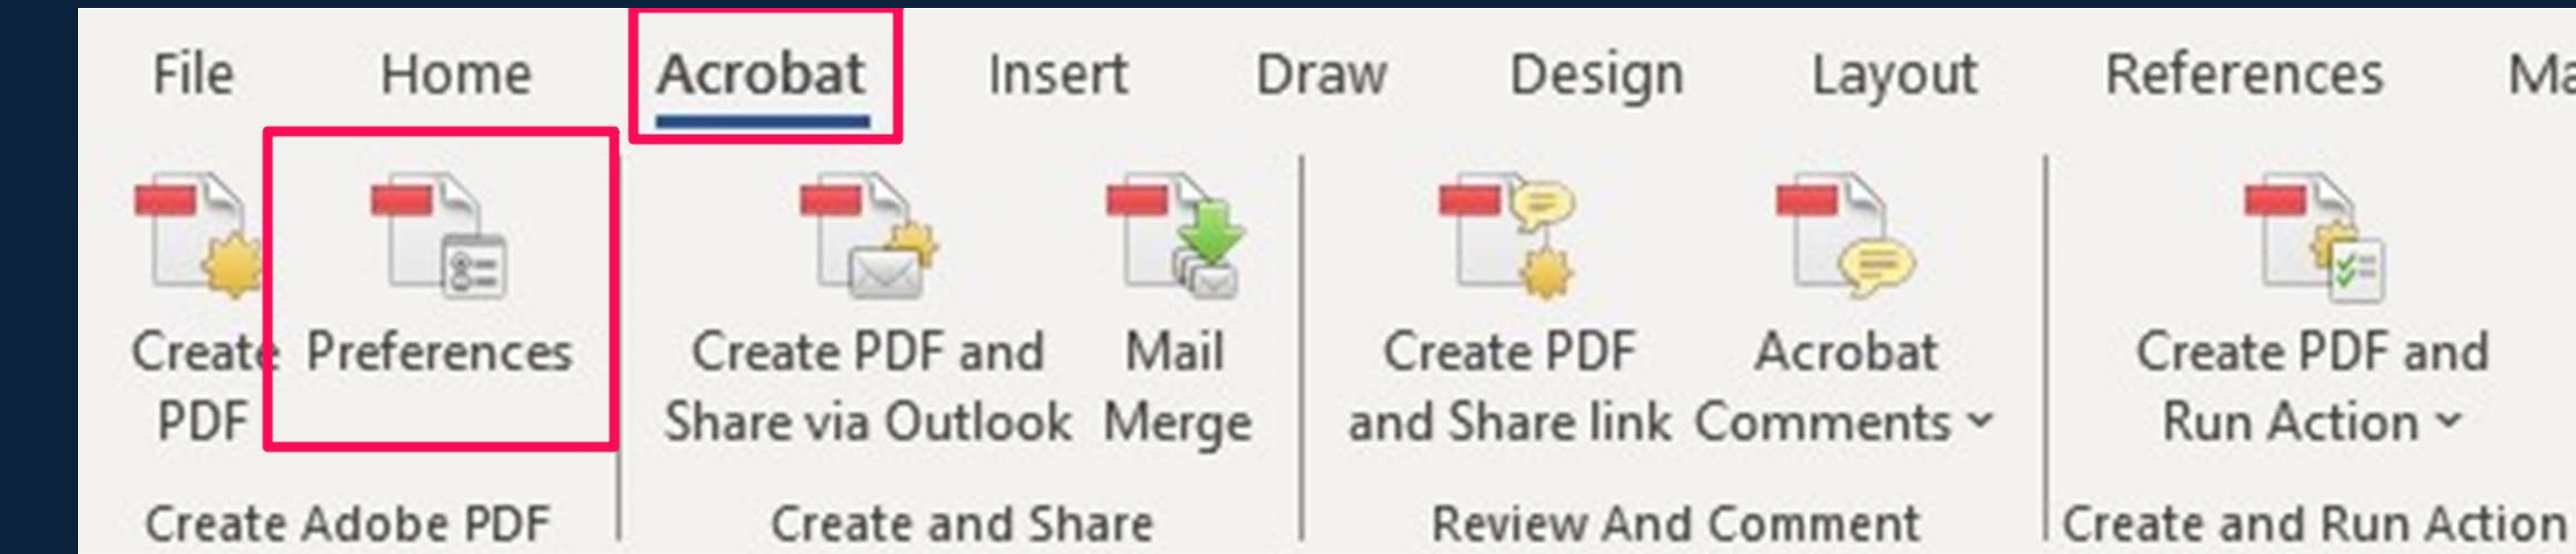 File Home Acrobat Insert Draw Design Layout References Ma
Create Preferences Create PDF and Mail Create PDF Acrobat Create PDF and
PDF Share via Outlook Merge and Share link Comments Run Action
Create Adobe PDF Create and Share Review And Comment Create and Run Action